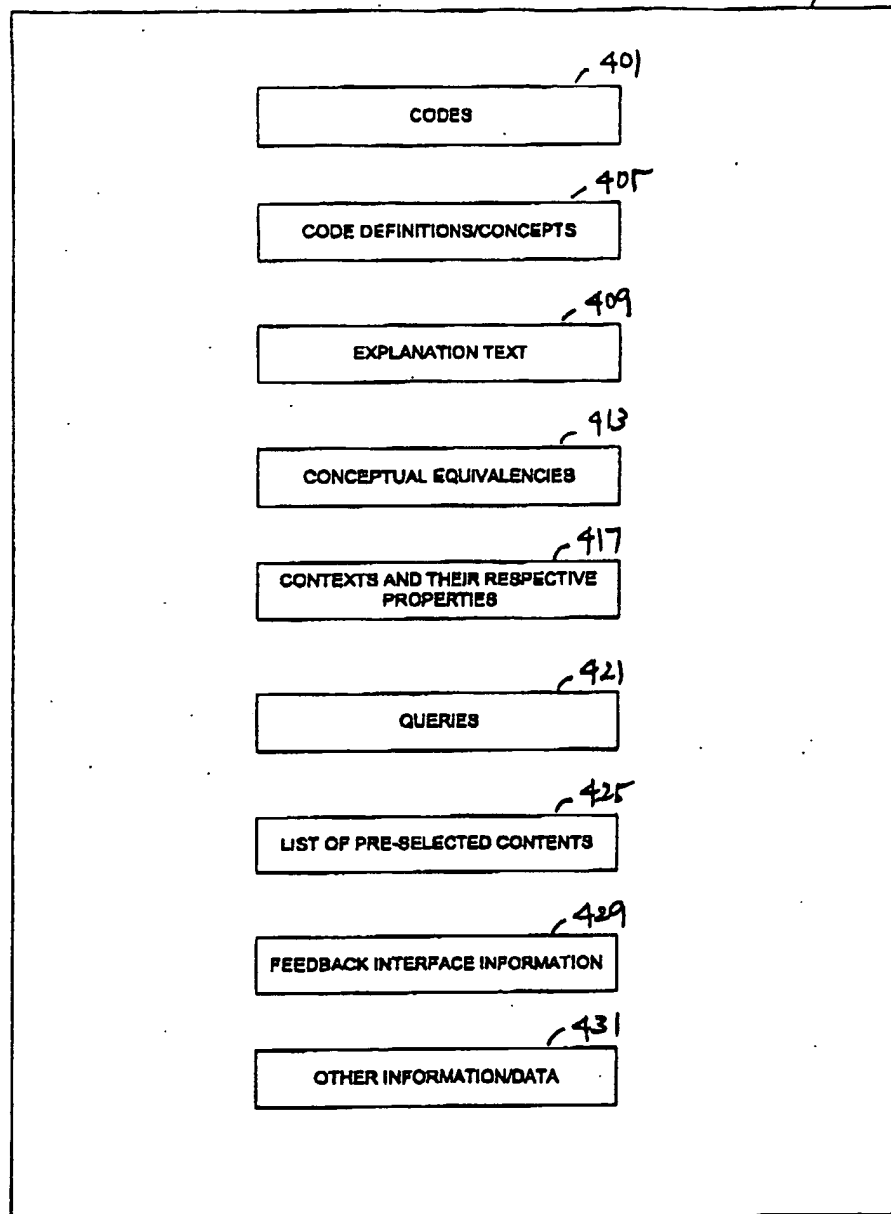 401
CODES
405
CODE DEFINITIONS/CONCEPTS
409
EXPLANATION TEXT
413
CONCEPTUAL EQUIVALENCIES
417
CONTEXTS AND THEIR RESPECTIVE
PROPERTIES
421
QUERIES
425
LIST OF PRE-SELECTED CONTENTS
429
FEEDBACK INTERFACE INFORMATION
431
OTHER INFORMATION/DATA